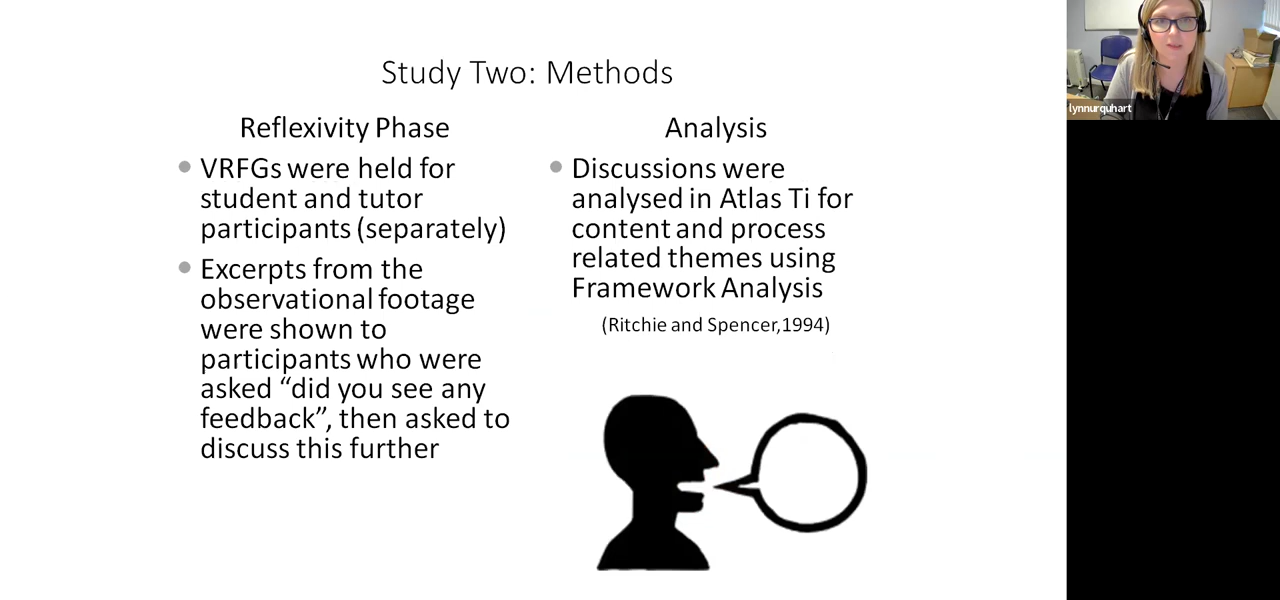 Study Two: Methods
Reflexivity Phase
VRFGs were held for
student and tutor
participants (separately)
Excerpts from the
observational footage
were shown to
participants who were
asked “did you see any
feedback”, then asked to
discuss this further
Analysis
Discussions were
analysed in Atlas Ti for
content and process
related themes using
Framework Analysis
(Ritchie and Spencer,1994)
lynnurquhart